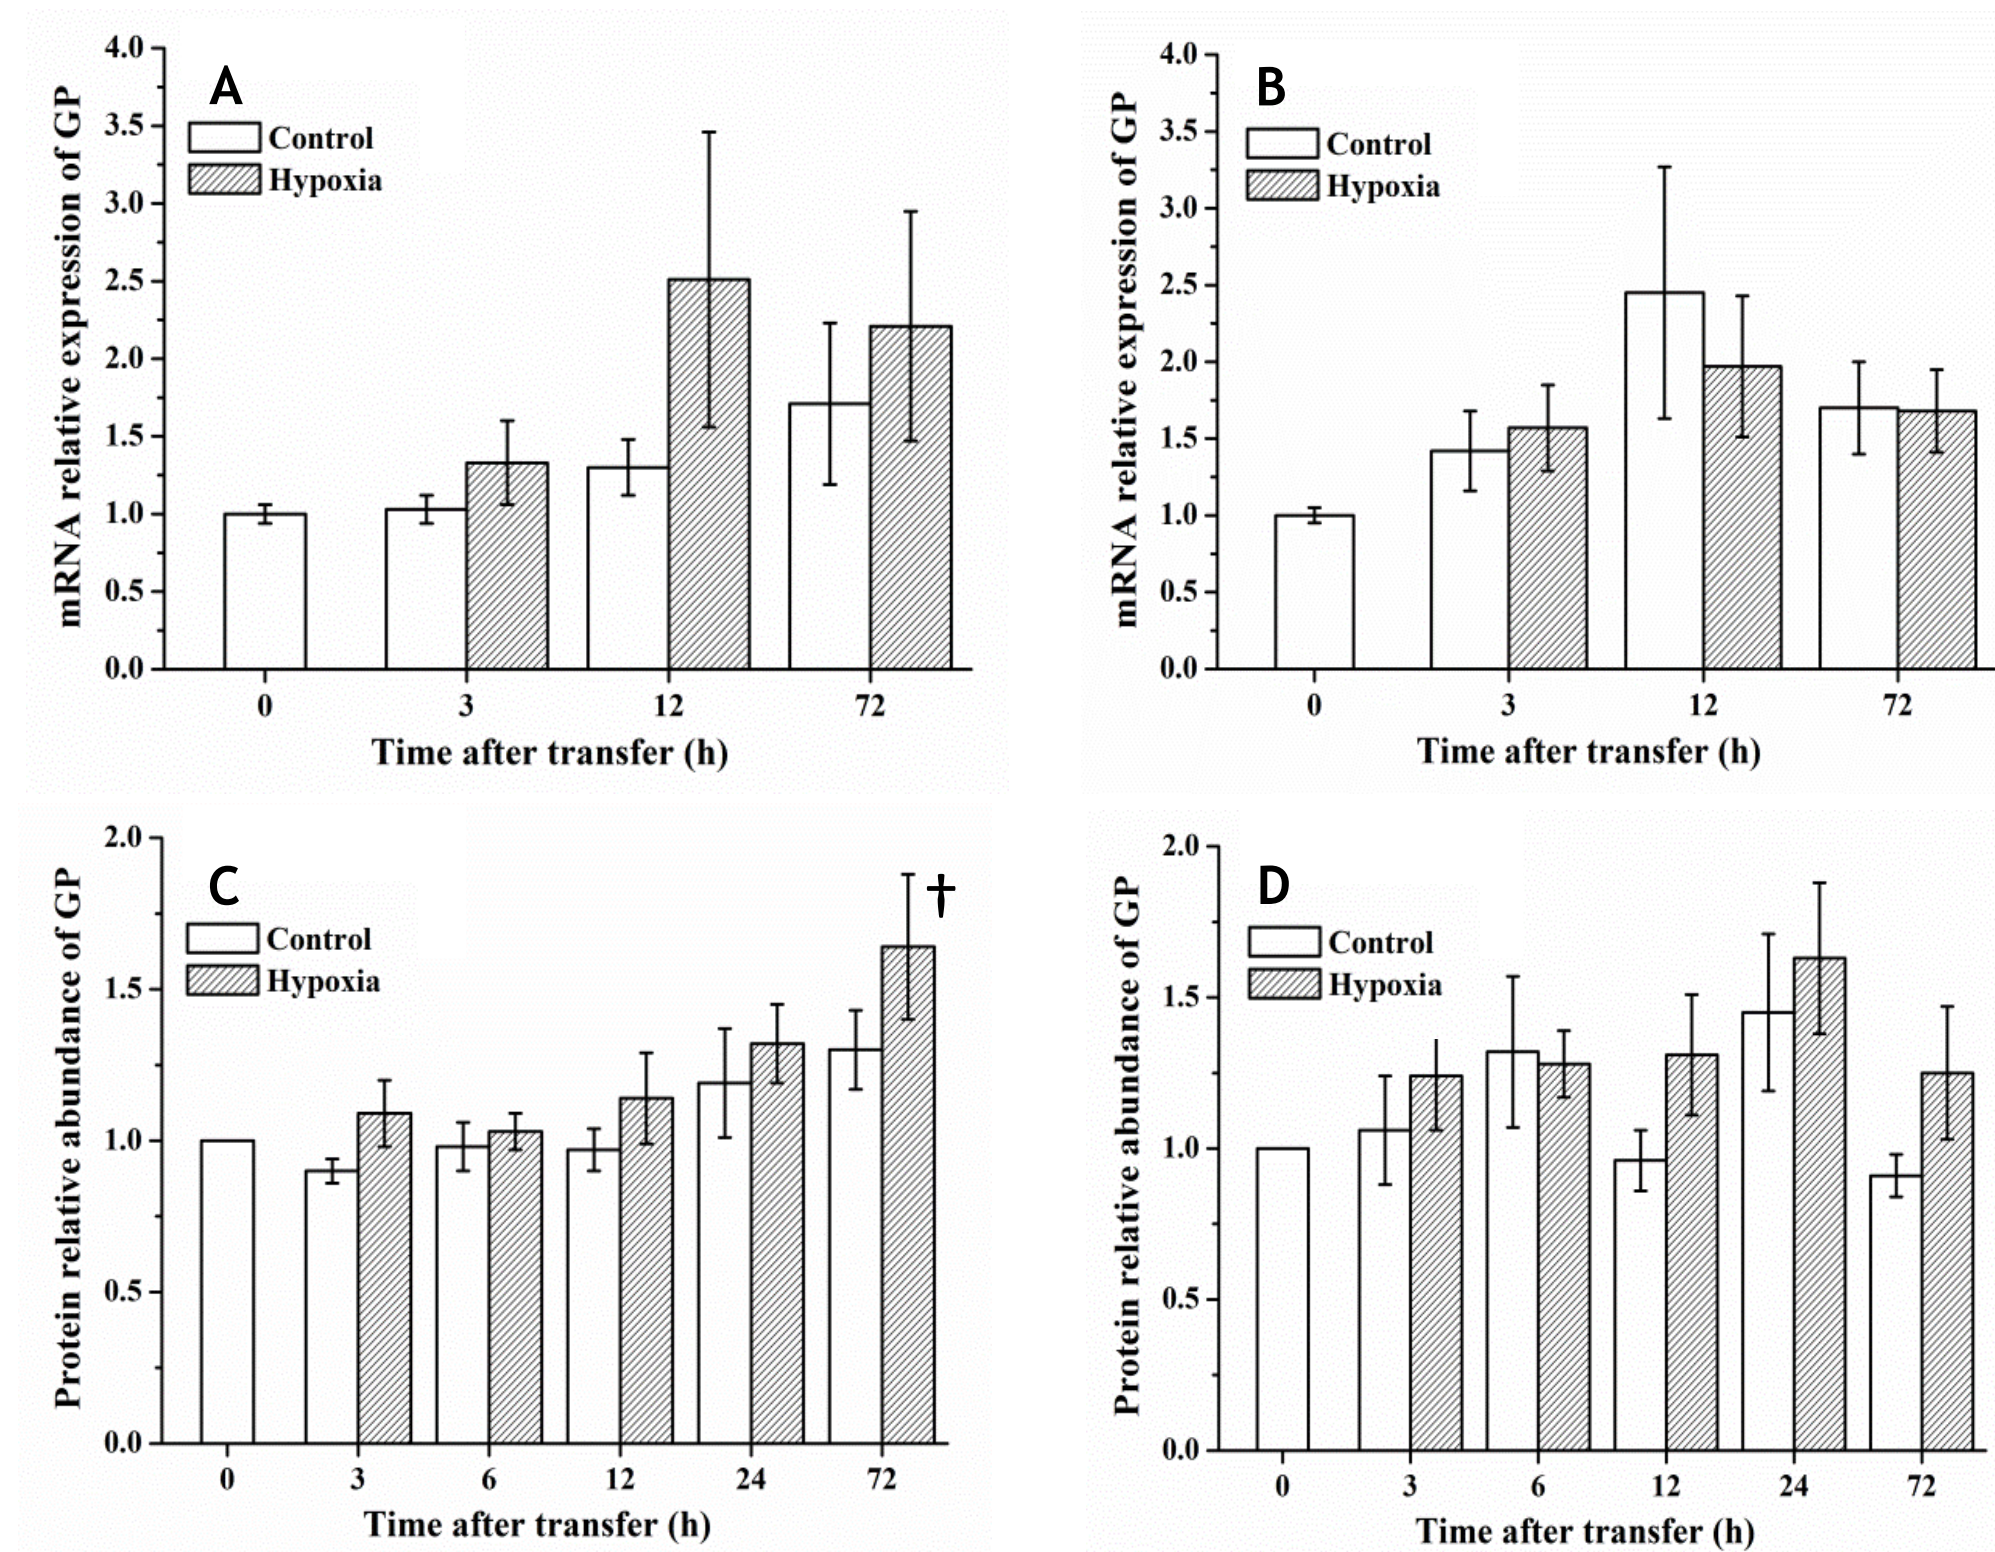 A
Control
Hypoxia
mRNA relative expression of GP
4.0
3.5
3.0
2.5
2.0
1.5
1.0
0.5
0.0
0 3 12 72
Time after transfer (h)
B
Control
Hypoxia
mRNA relative expression of GP
4.0
3.5
3.0
2.5
2.0
1.5
1.0
0.5
0.0
0 3 12 72
Time after transfer (h)
C
†
Control
Hypoxia
Protein relative abundance of GP
2.0
1.5
1.0
0.5
0.0
0 3 6 12 24 72
Time after transfer (h)
D
Control
Hypoxia
Protein relative abundance of GP
2.0
1.5
1.0
0.5
0.0
0 3 6 12 24 72
Time after transfer (h)